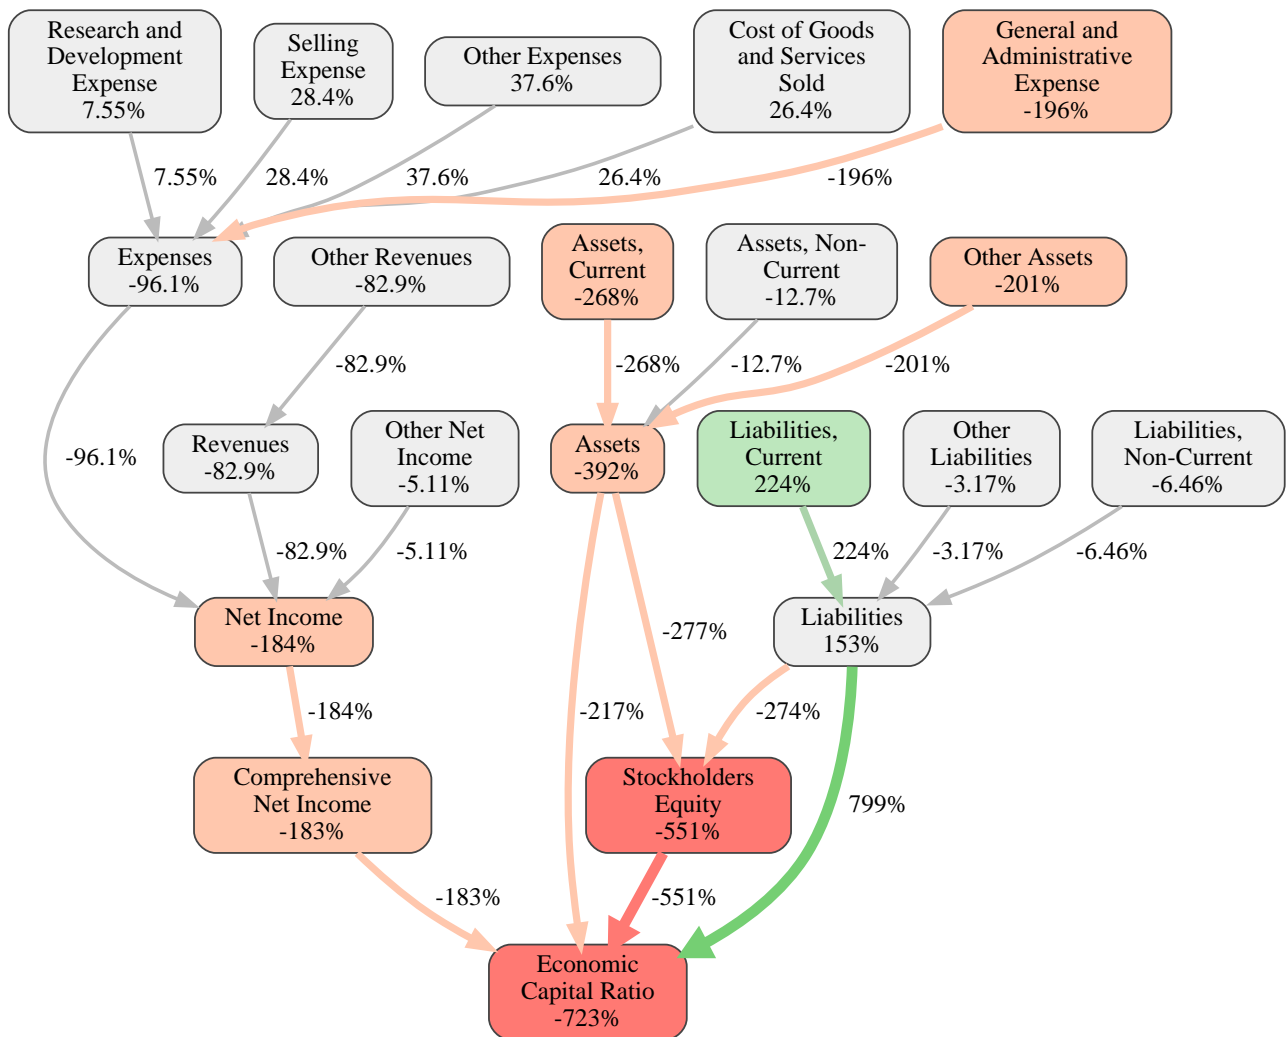 Research and
Development
Expense
7.55%
Selling
Expense
28.4%
Other Expenses
37.6%
Cost of Goods
and Services
Sold
26.4%
General and
Administrative
Expense
-196%
7.55%
28.4%
37.6%
26.4%
-196%
Expenses
-96.1%
Other Revenues
-82.9%
Assets,
Current
-268%
Assets, Non-
Current
-12.7%
Other Assets
-201%
-82.9%
-268%
-12.7%
-201%
-96.1%
Revenues
-82.9%
Other Net
Income
-5.11%
Assets
-392%
Liabilities,
Current
224%
Other
Liabilities
-3.17%
Liabilities,
Non-Current
-6.46%
-82.9%
-5.11%
224%
-3.17%
-6.46%
Net Income
-184%
-277%
Liabilities
153%
-184%
-217%
-274%
Comprehensive
Net Income
-183%
Stockholders
Equity
-551%
799%
-183%
-551%
Economic
Capital Ratio
-723%